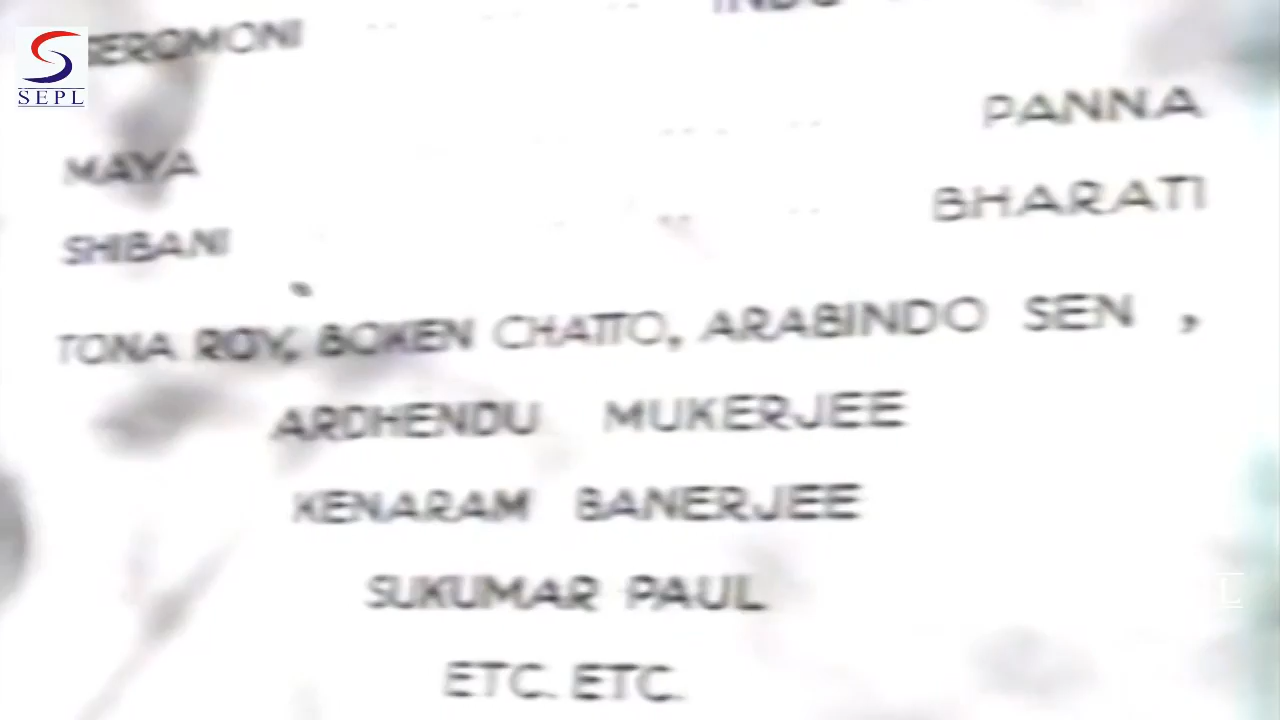 SEPL
MAYA PANNA
SHIBANI BHARATI
TONA ROY, BOKEN CHATTO, ARABINDO SEN ,
ARDHENDU MUKERJEE
KENARAM BANERJEE
SUKUMAR PAUL
ETC. ETC.